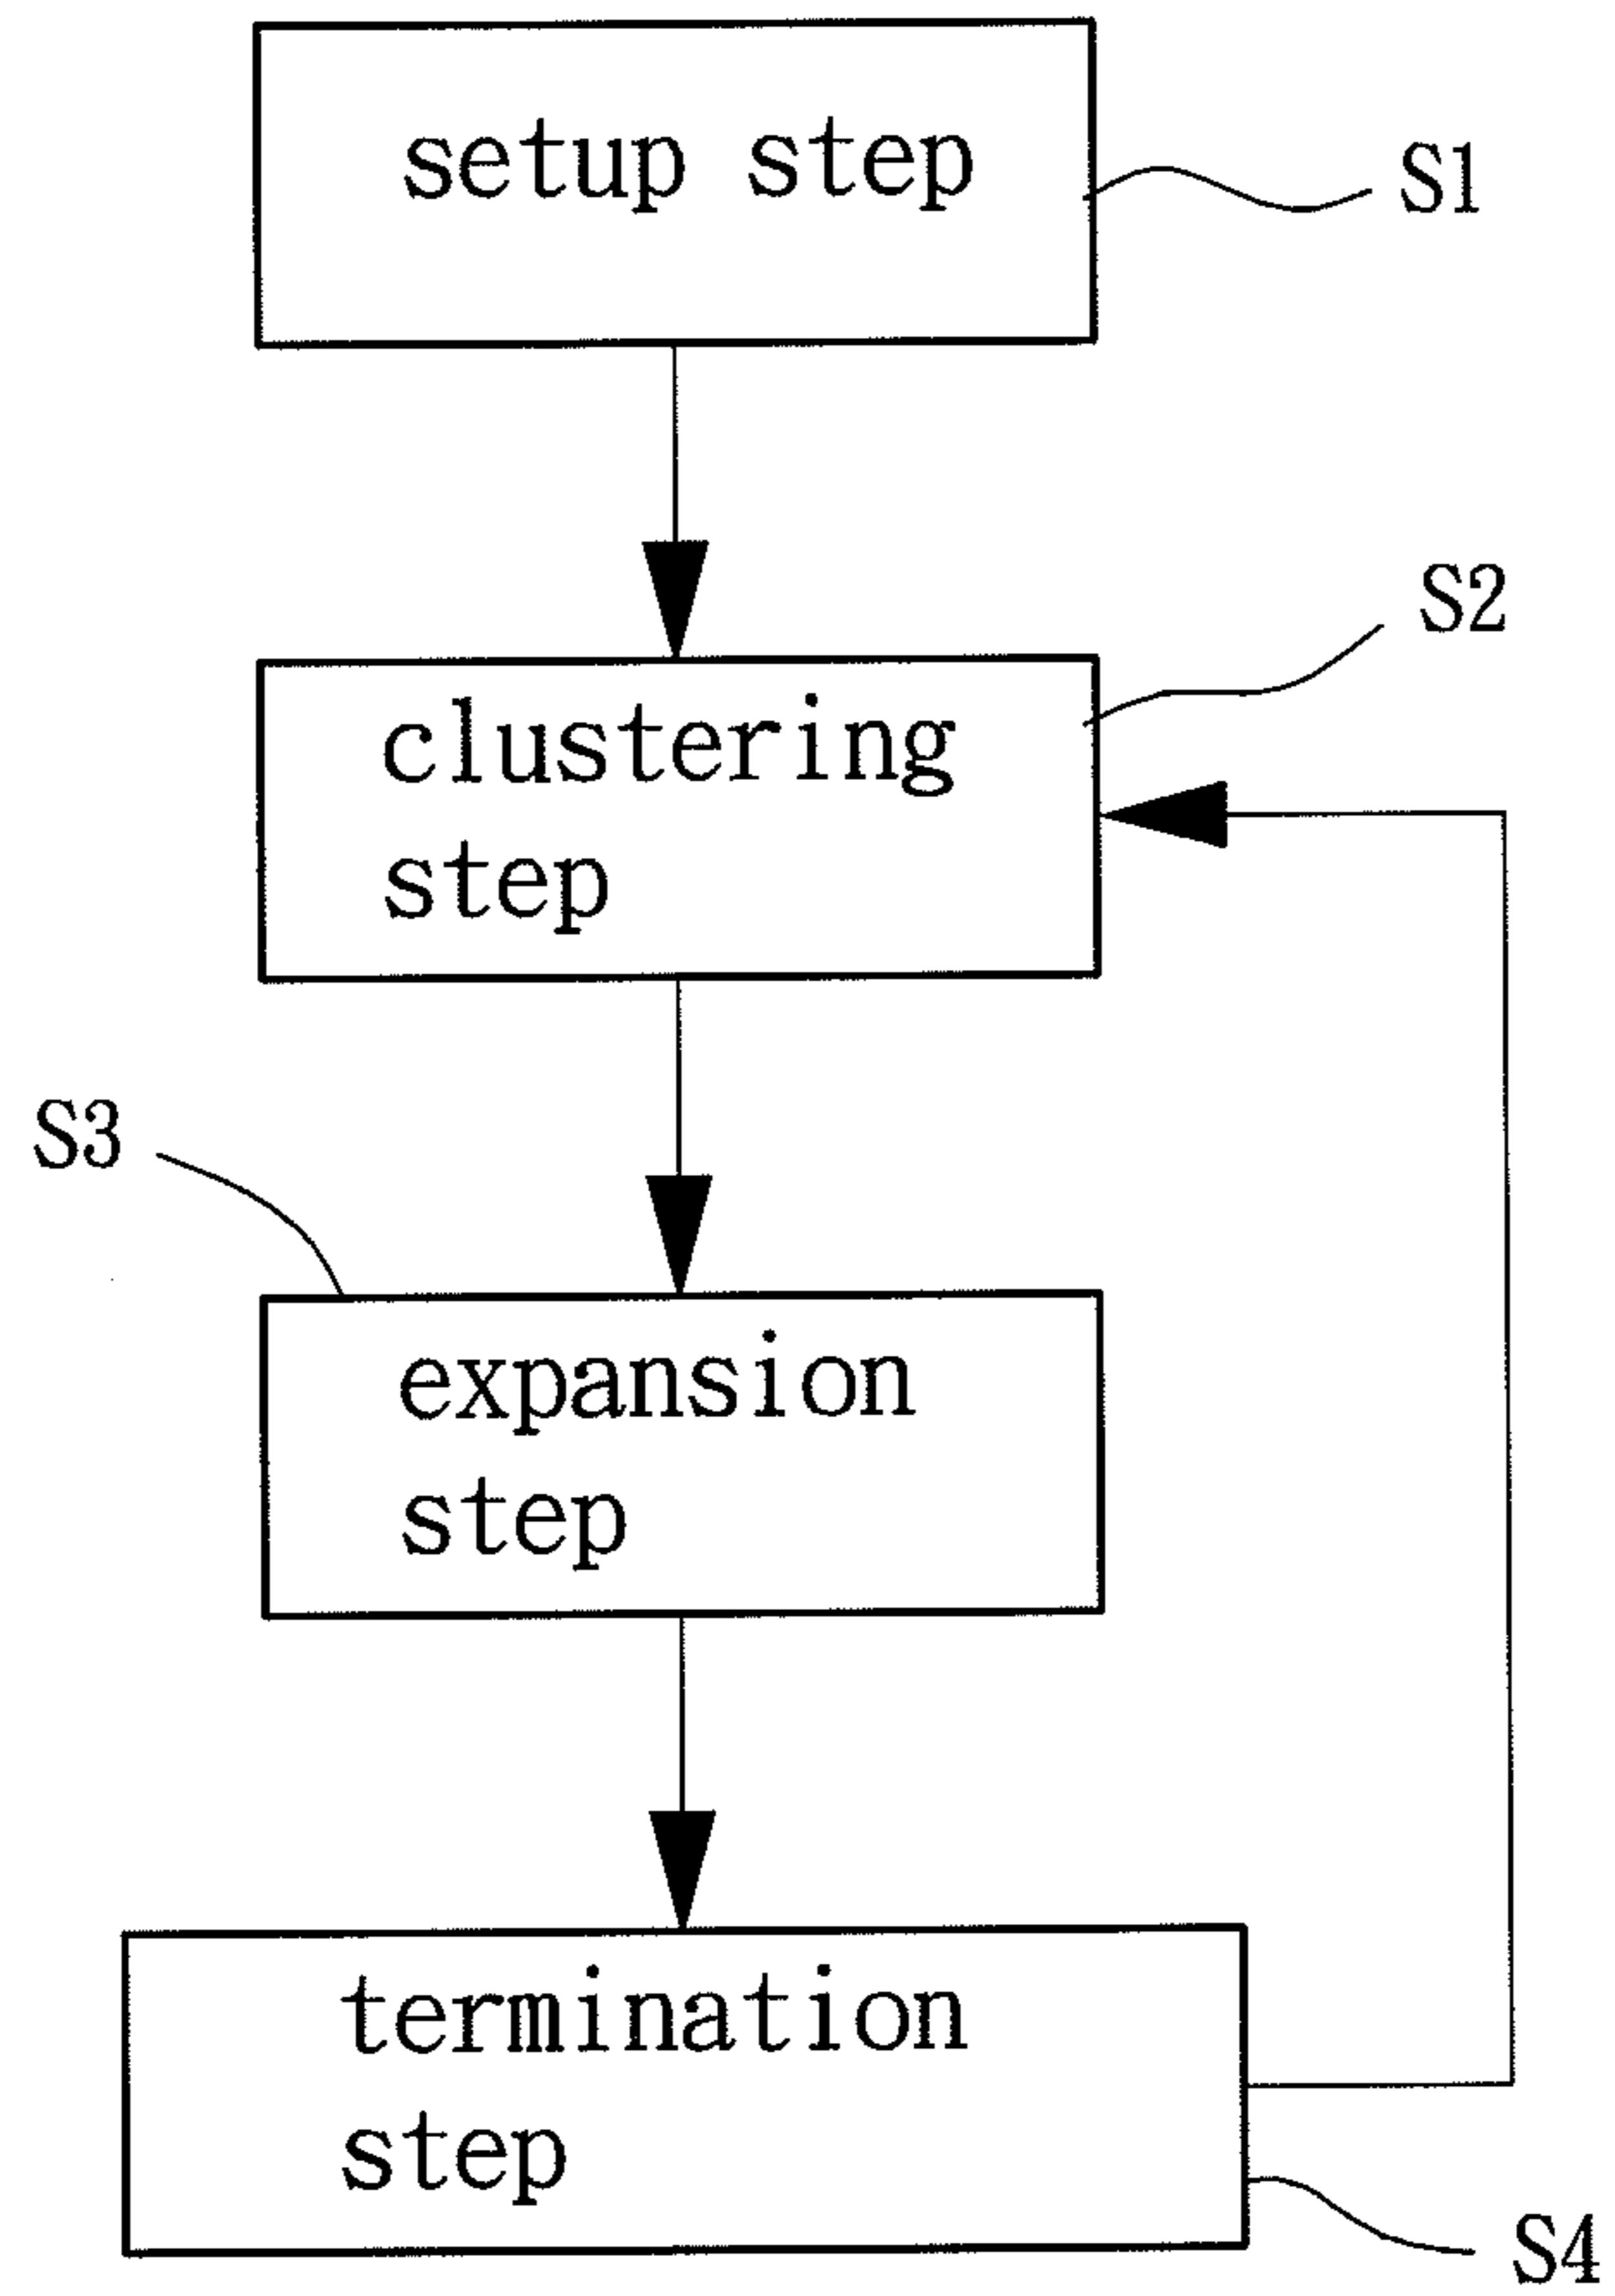 setup step
S1
S2
clustering
step
S3
expansion
step
termination
step
S4